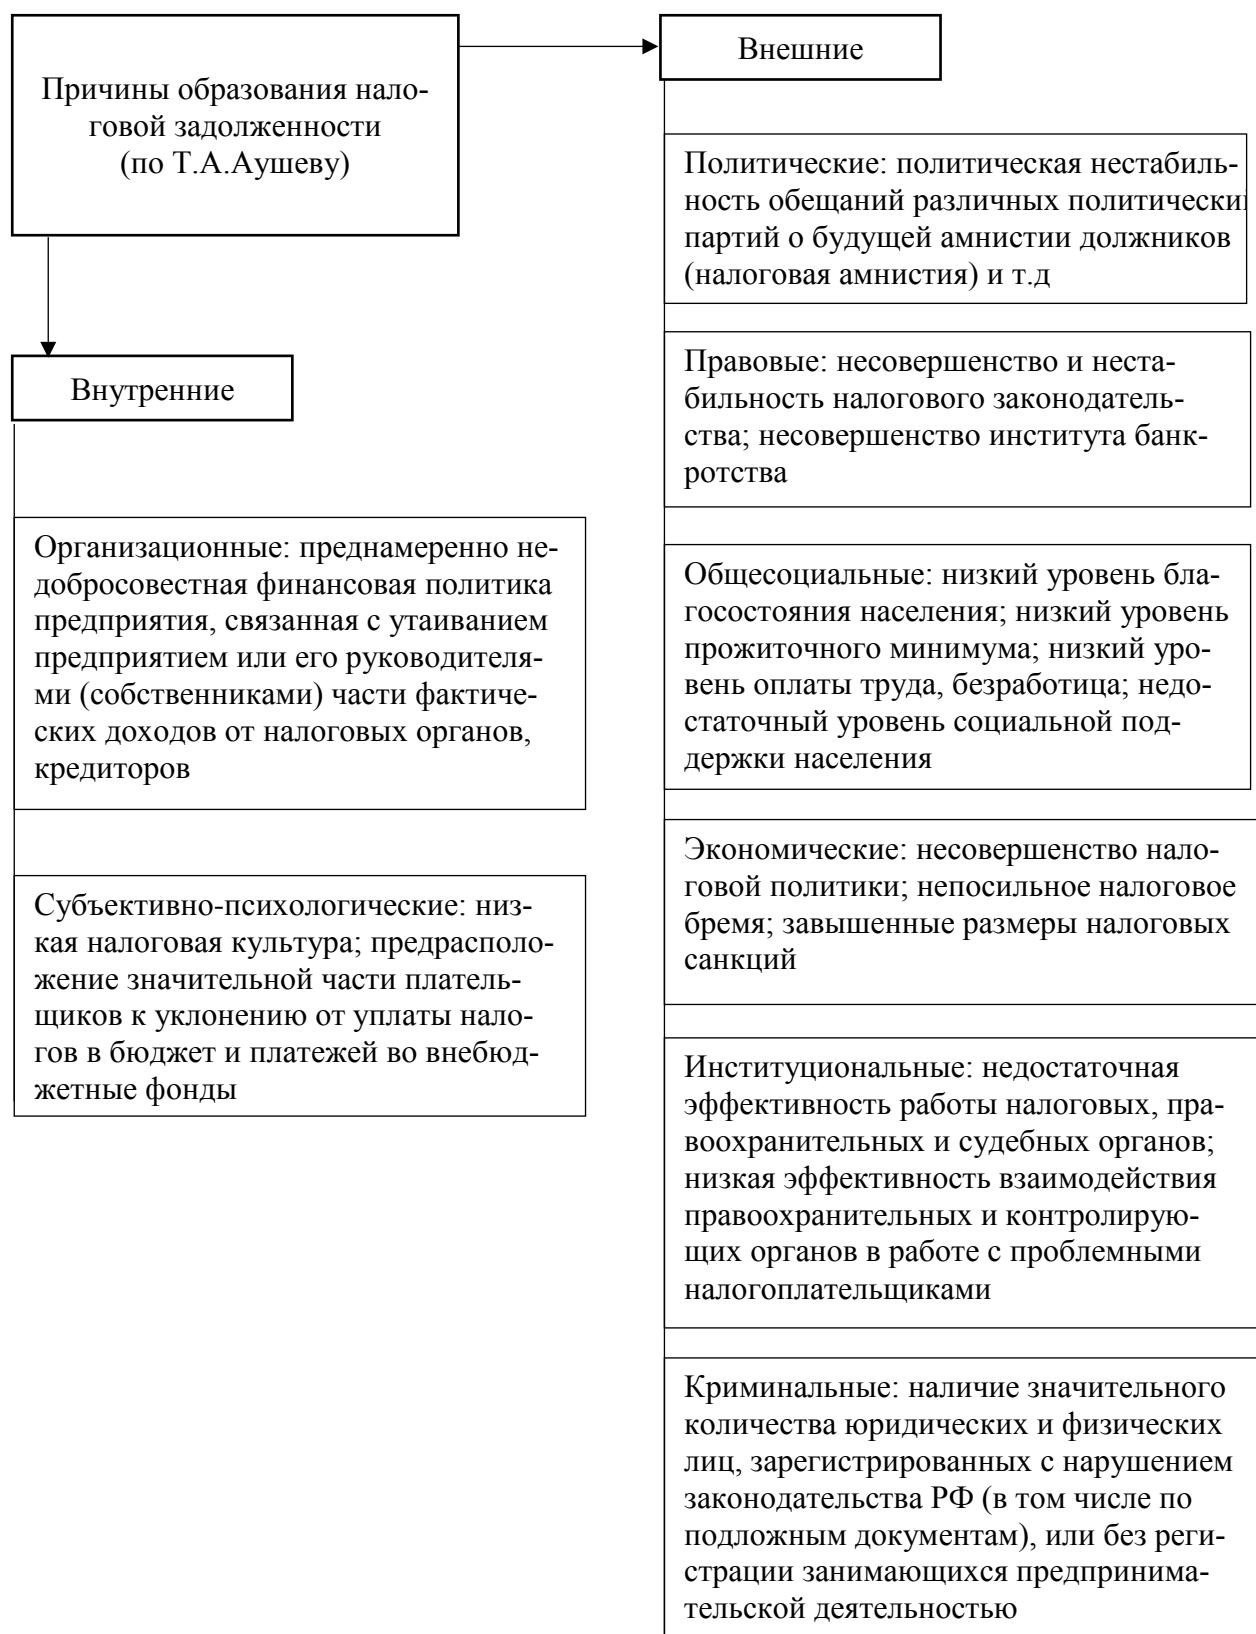 Причины образования нало-
говой задолженности
(по Т.А.Аушеву)
Внешние
Политические: политическая нестабиль-
ность обещаний различных политически
партий о будущей амнистии должников
(налоговая амнистия) и т.д
Правовые: несовершенство и неста-
бильность налогового законодатель-
ства; несовершенство института банк-
ротства
Общесоциальные: низкий уровень бла-
госостояния населения; низкий уровень
прожиточного минимума; низкий уро-
вень оплаты труда, безработица; недо-
статочный уровень социальной под-
держки населения
Экономические: несовершенство нало-
говой политики; непосильное налоговое
бремя; завышенные размеры налоговых
санкций
Институциональные: недостаточная
эффективность работы налоговых, пра-
воохранительных и судебных органов;
низкая эффективность взаимодействия
правоохранительных и контролирую-
щих органов в работе с проблемными
налогоплательщиками
Криминальные: наличие значительного
количества юридических и физических
лиц, зарегистрированных с нарушением
законодательства РФ (в том числе по
подложным документам), или без реги-
страции занимающихся предпринима-
тельской деятельностью
Внутренние
Организационные: преднамеренно не-
добросовестная финансовая политика
предприятия, связанная с утаиванием
предприятием или его руководителя-
ми (собственниками) части фактиче-
ских доходов от налоговых органов,
кредиторов
Субъективно-психологические: низ-
кая налоговая культура; предрасполо-
жение значительной части платель-
щиков к уклонению от уплаты нало-
гов в бюджет и платежей во внебюд-
жетные фонды